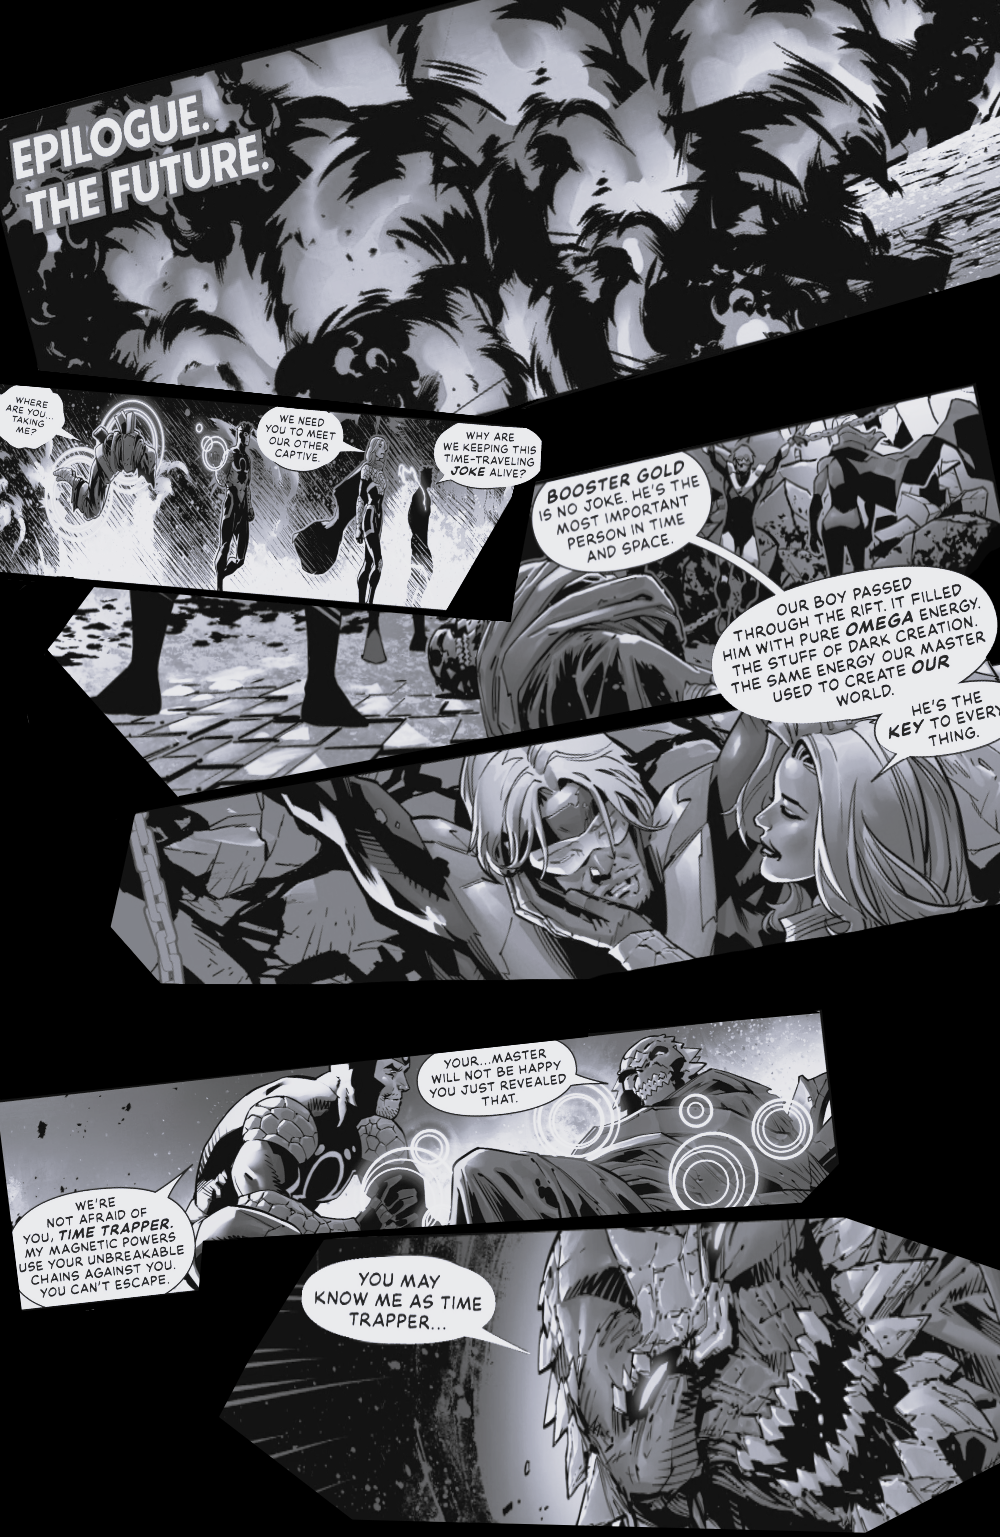 EPILOGUE.
THE FUTURE.
WHERE
ARE YOU...
TAKING
ME?
WE NEED
YOU TO MEET
OUR OTHER
CAPTIVE.
WHY ARE
WE KEEPING THIS
TIME-TRAVELING
JOKE ALIVE?
BOOSTER GOLD
IS NO JOKE. HE'S THE
MOST IMPORTANT
PERSON IN TIME
AND SPACE.
OUR BOY PASSED
THROUGH THE RIFT. IT FILLED
HIM WITH PURE OMEGA ENERGY.
THE STUFF OF DARK CREATION.
THE SAME ENERGY OUR MASTER
USED TO CREATE OUR
WORLD.
HE'S THE
KEY TO EVERY
THING.
YOUR...MASTER
WILL NOT BE HAPPY
YOU JUST REVEALED
THAT.
WE'RE
NOT AFRAID OF
YOU, TIME TRAPPER.
MY MAGNETIC POWERS
USE YOUR UNBREAKABLE
CHAINS AGAINST YOU.
YOU CAN'T ESCAPE.
YOU MAY
KNOW ME AS TIME
TRAPPER...